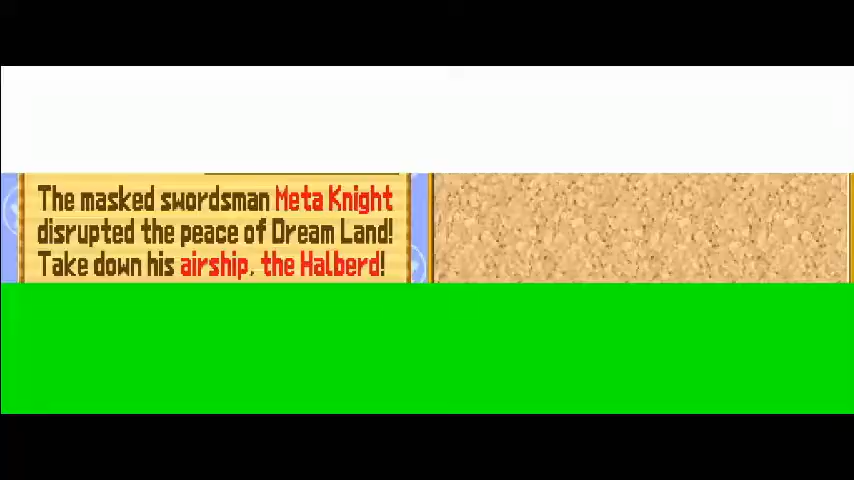 The masked swordsman Meta Knight
disrupted the peace of Dream Land!
Take down his airship, the Halberd!